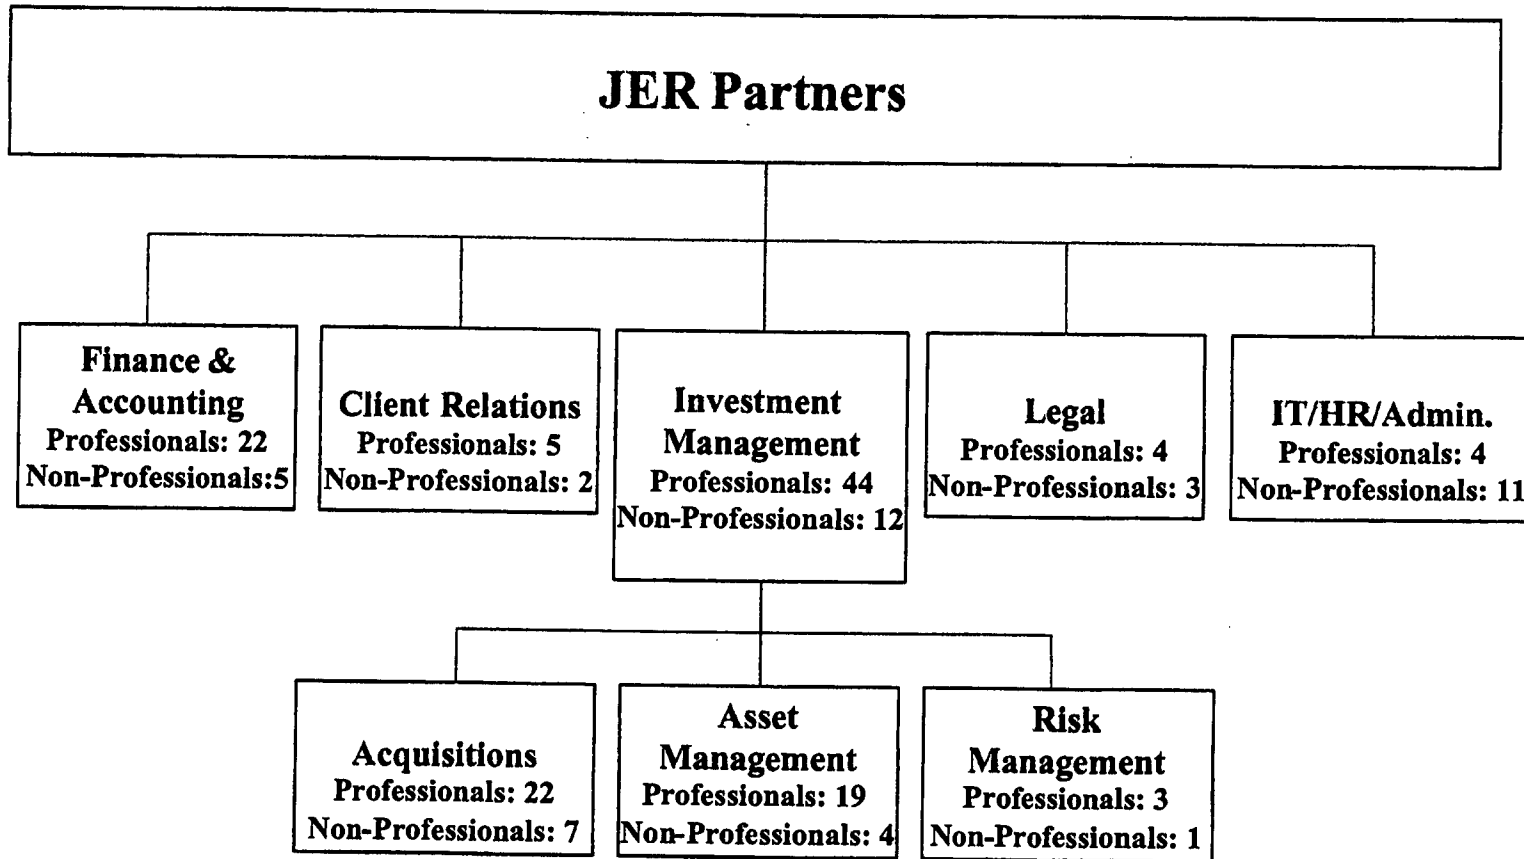 JER Partners
Finance &
Accounting
Professionals: 22
Non-Professionals:5
Client Relations
Professionals: 5
Non-Professionals: 2
Investment
Management
Professionals: 44
Non-Professionals: 12
Legal
Professionals: 4
Non-Professionals: 3
IT/HR/Admin.
Professionals: 4
Non-Professionals: 11
Acquisitions
Professionals: 22
Non-Professionals: 7
Asset
Management
Professionals: 19
Non-Professionals: 4
Risk
Management
Professionals: 3
Non-Professionals: 1